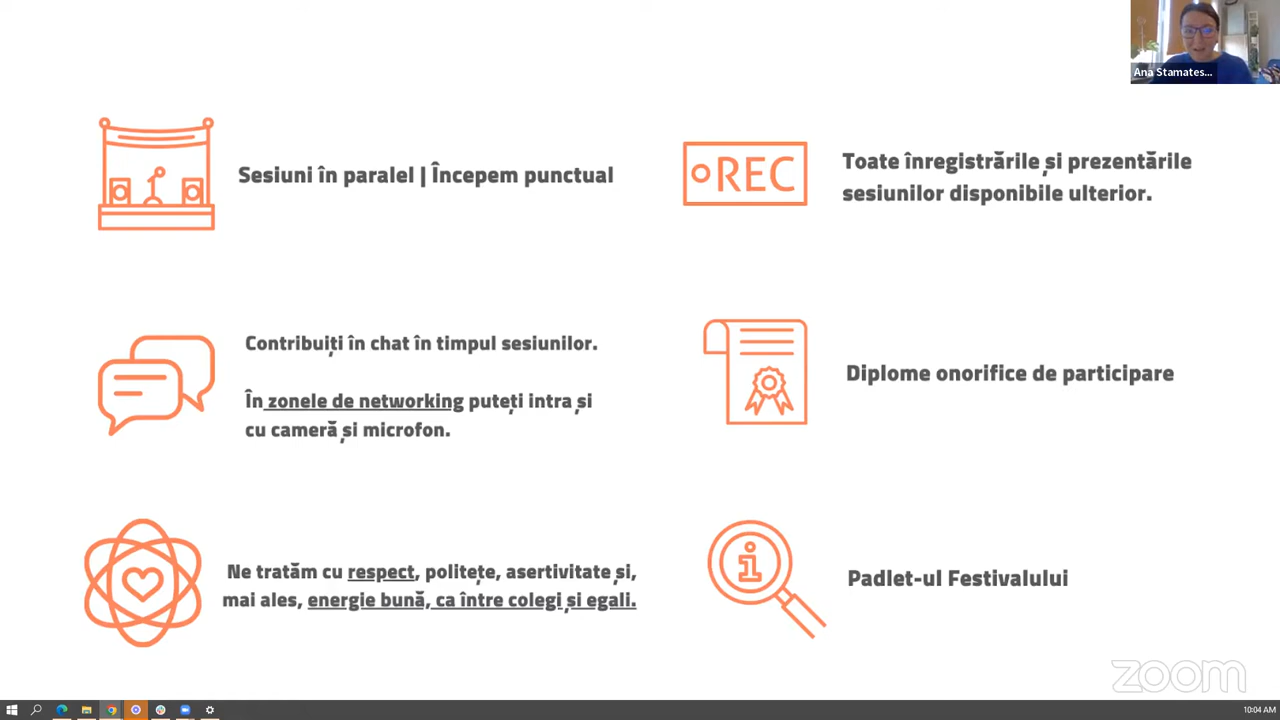 Ana Stamates...
Sesiuni în paralel | Începem punctual
REC
Toate înregistrările și prezentările
sesiunilor disponibile ulterior.
Contribuiți în chat în timpul sesiunilor.
În zonele de networking puteți intra și
cu cameră și microfon.
Diplome onorifice de participare
Ne tratăm cu respect, politețe, asertivitate și,
mai ales, energie bună, ca între colegi și egali.
i
Padlet-ul Festivalului
zoom
10:04 AM